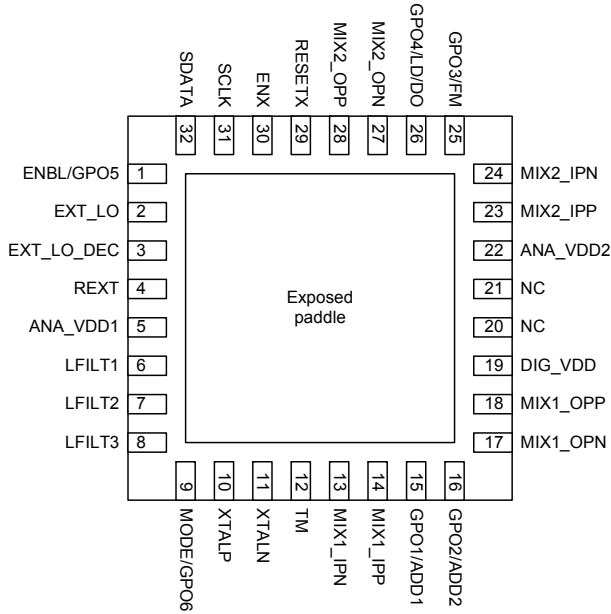 SDATA
SCLK
ENX
RESETX
MIX2_OPP
MIX2_OPN
GPO4/LD/DO
GPO3/FM
32
31
30
29
28
27
26
25
ENBL/GPO5 1
EXT_LO 2
EXT_LO_DEC 3
REXT 4
ANA_VDD1 5
LFILT1 6
LFILT2 7
LFILT3 8
Exposed
paddle
24 MIX2_IPN
23 MIX2_IPP
22 ANA_VDD2
21 NC
20 NC
19 DIG_VDD
18 MIX1_OPP
17 MIX1_OPN
9
10
11
12
13
14
15
16
MODE/GPO6
XTALP
XTALN
TM
MIX1_IPN
MIX1_IPP
GPO1/ADD1
GPO2/ADD2